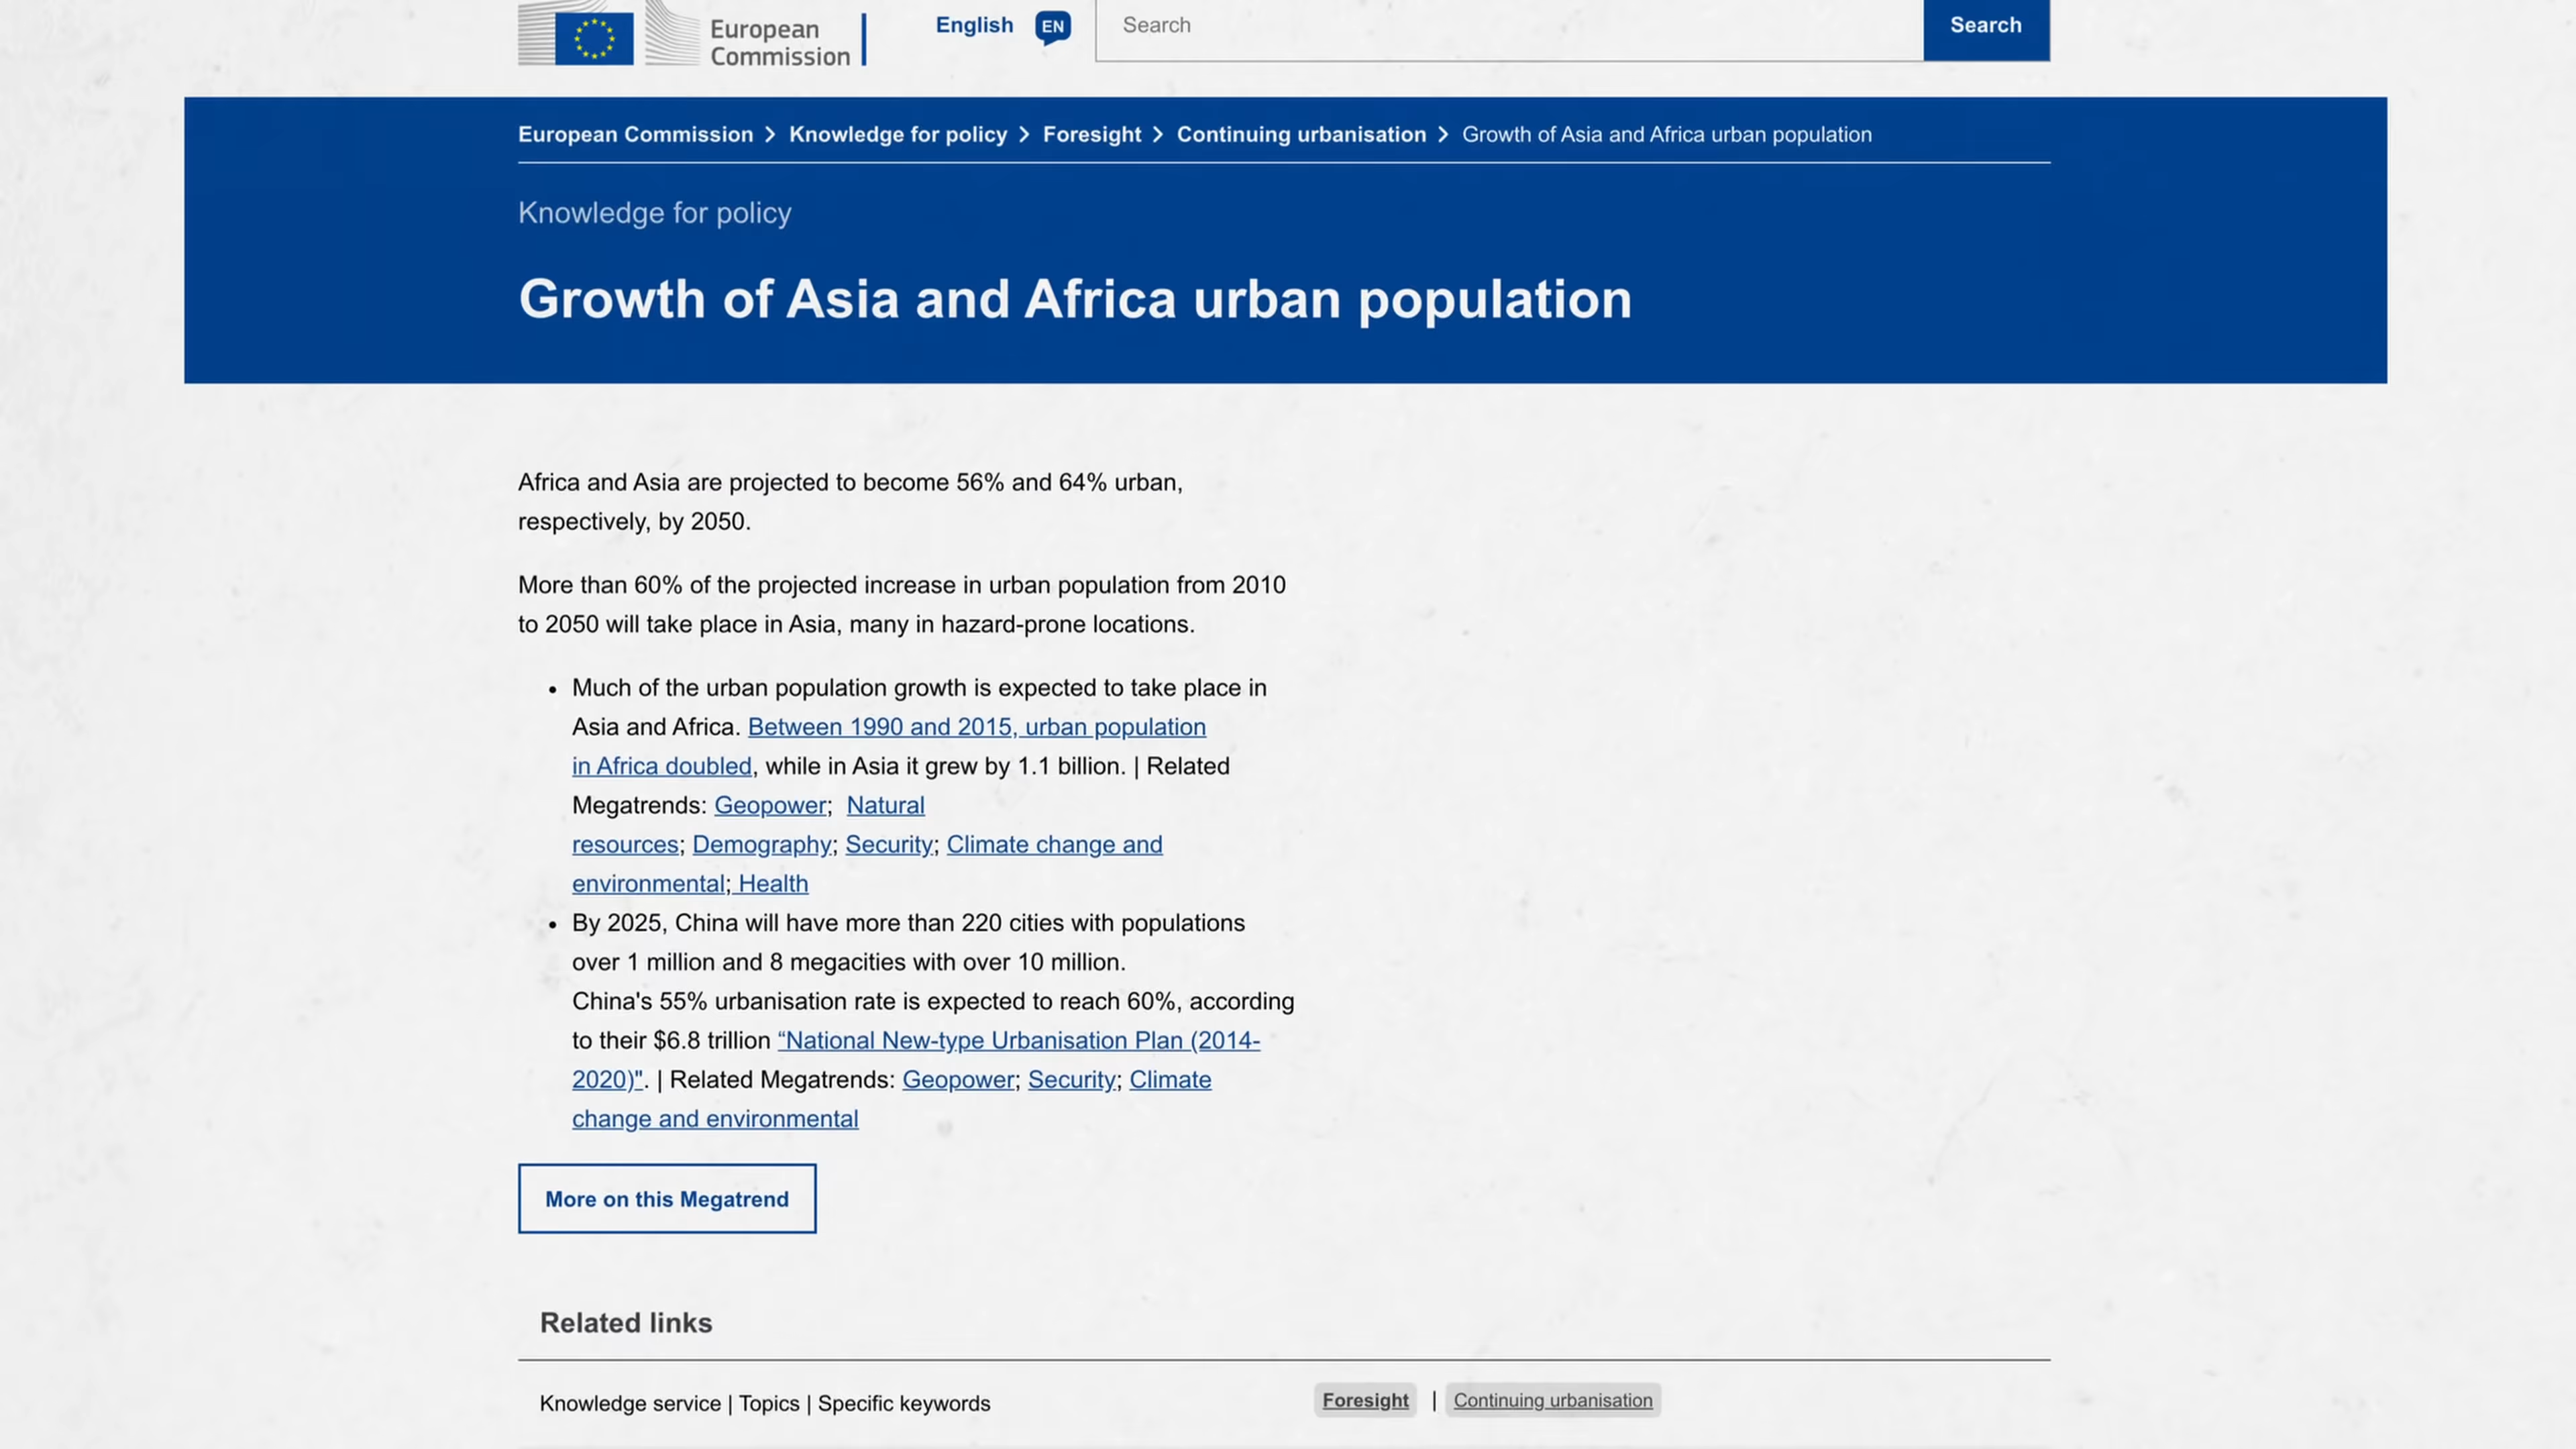 European
Commission
English EN Search Search
European Commission > Knowledge for policy > Foresight > Continuing urbanisation > Growth of Asia and Africa urban population
Knowledge for policy
Growth of Asia and Africa urban population
Africa and Asia are projected to become 56% and 64% urban,
respectively, by 2050.
More than 60% of the projected increase in urban population from 2010
to 2050 will take place in Asia, many in hazard-prone locations.
• Much of the urban population growth is expected to take place in
Asia and Africa. Between 1990 and 2015, urban population
in Africa doubled, while in Asia it grew by 1.1 billion. | Related
Megatrends: Geopower; Natural
resources; Demography; Security; Climate change and
environmental; Health
• By 2025, China will have more than 220 cities with populations
over 1 million and 8 megacities with over 10 million.
China's 55% urbanisation rate is expected to reach 60%, according
to their $6.8 trillion “National New-type Urbanisation Plan (2014-
2020)". | Related Megatrends: Geopower; Security; Climate
change and environmental
More on this Megatrend
Related links
Knowledge service | Topics | Specific keywords Foresight | Continuing urbanisation